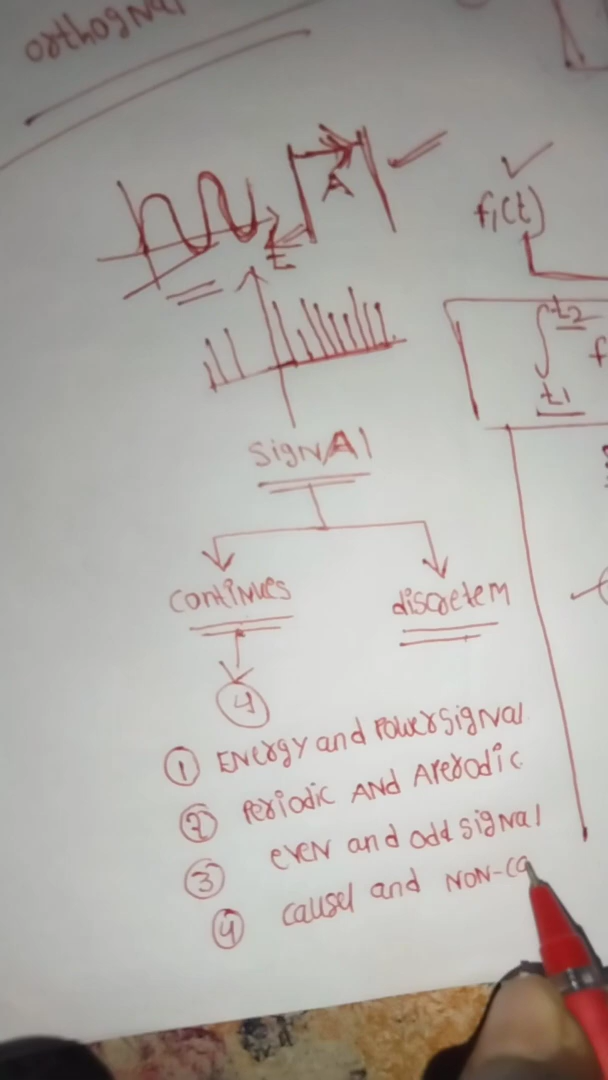 orthognal
A
t
f₁(t)
∫ t2 f
t1
SigNAl
continues
discretem
4
① ENergy and PowerSigNal
② Periodic AND Aperodic
③ even and odd SigNal
④ causel and NON-ca